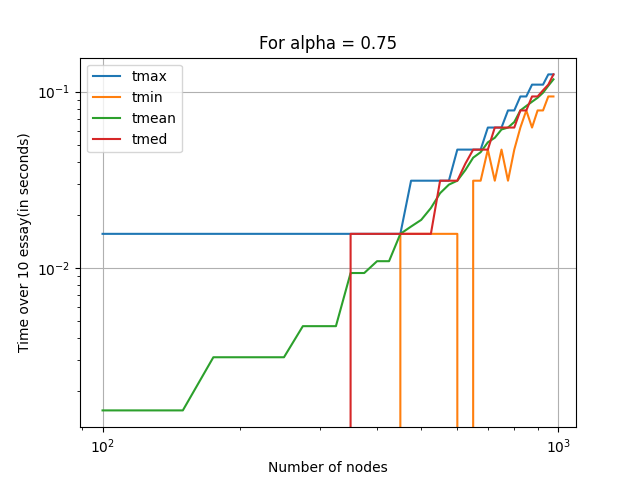 For alpha = 0.75
tmax
tmin
tmean
tmed
Time over 10 essay(in seconds)
10⁻¹
10⁻²
10²
10³
Number of nodes